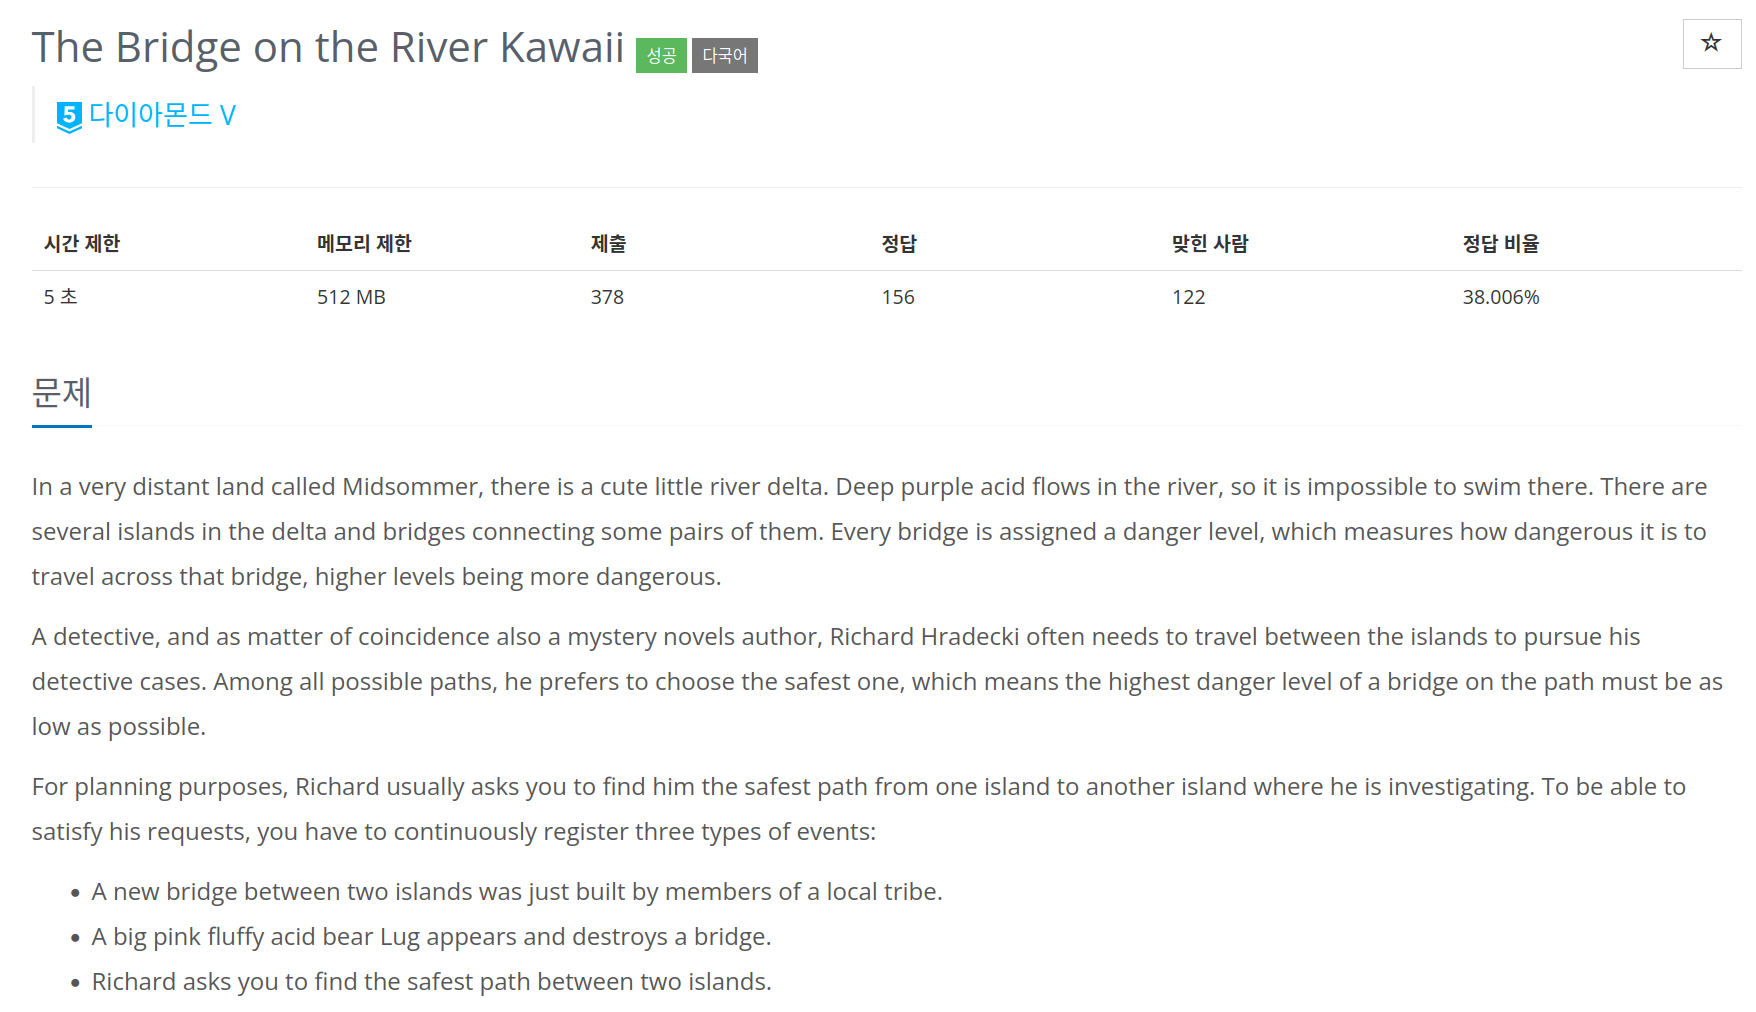 The Bridge on the River Kawaii 성공 다국어
☆
5 다이아몬드 V
시간 제한 메모리 제한 제출 정답 맞힌 사람 정답 비율
5 초 512 MB 378 156 122 38.006%
문제
In a very distant land called Midsommer, there is a cute little river delta. Deep purple acid flows in the river, so it is impossible to swim there. There are
several islands in the delta and bridges connecting some pairs of them. Every bridge is assigned a danger level, which measures how dangerous it is to
travel across that bridge, higher levels being more dangerous.
A detective, and as matter of coincidence also a mystery novels author, Richard Hradecki often needs to travel between the islands to pursue his
detective cases. Among all possible paths, he prefers to choose the safest one, which means the highest danger level of a bridge on the path must be as
low as possible.
For planning purposes, Richard usually asks you to find him the safest path from one island to another island where he is investigating. To be able to
satisfy his requests, you have to continuously register three types of events:
• A new bridge between two islands was just built by members of a local tribe.
• A big pink fluffy acid bear Lug appears and destroys a bridge.
• Richard asks you to find the safest path between two islands.